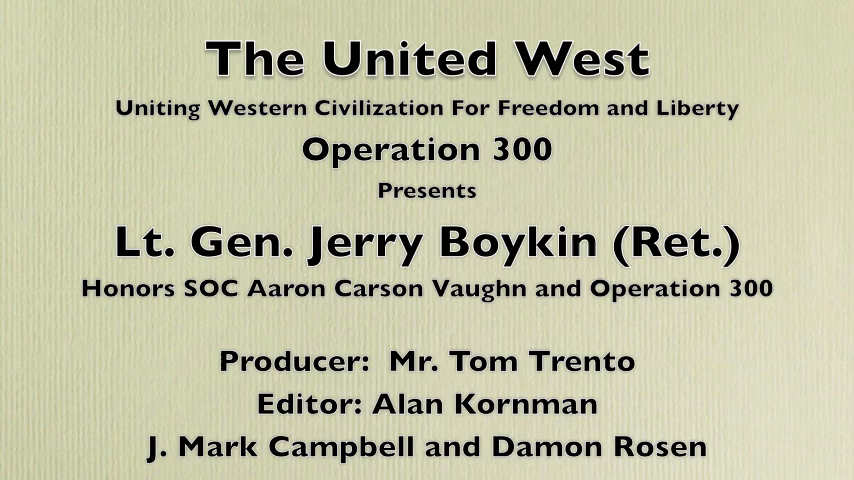 The United West
Uniting Western Civilization For Freedom and Liberty
Operation 300
Presents
Lt. Gen. Jerry Boykin (Ret.)
Honors SOC Aaron Carson Vaughn and Operation 300
Producer:  Mr. Tom Trento
Editor: Alan Kornman
J. Mark Campbell and Damon Rosen